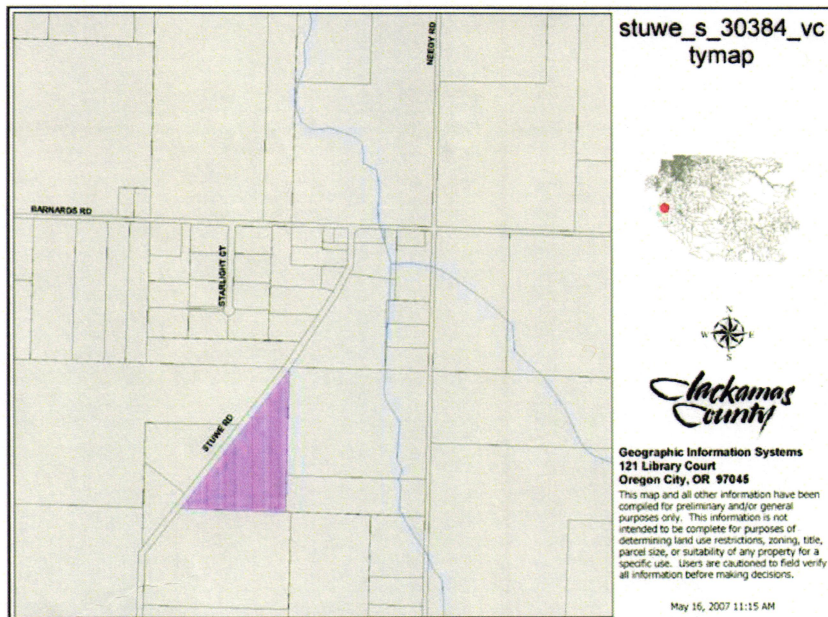 stuwe_s_30384_vc
tymap
NEEDY RD
BARNARDS RD
STARLIGHT CT
STUWE RD
N
W E
S
Clackamas
County
Geographic Information Systems
121 Library Court
Oregon City, OR 97045
This map and all other information have been
compiled for preliminary and/or general
purposes only. This information is not
intended to be complete for purposes of
determining land use restrictions, zoning, title,
parcel size, or suitability of any property for a
specific use. Users are cautioned to field verify
all information before making decisions.
May 16, 2007 11:15 AM